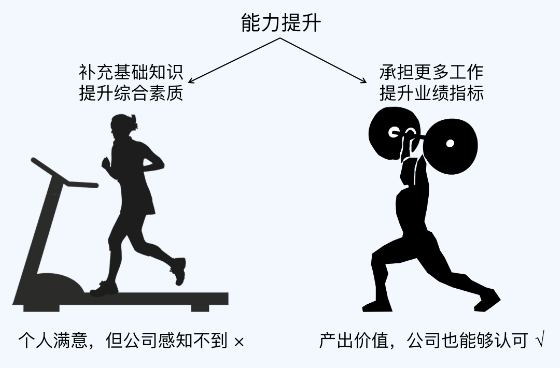 能力提升
补充基础知识
提升综合素质
承担更多工作
提升业绩指标
个人满意，但公司感知不到 ×
产出价值，公司也能够认可 √